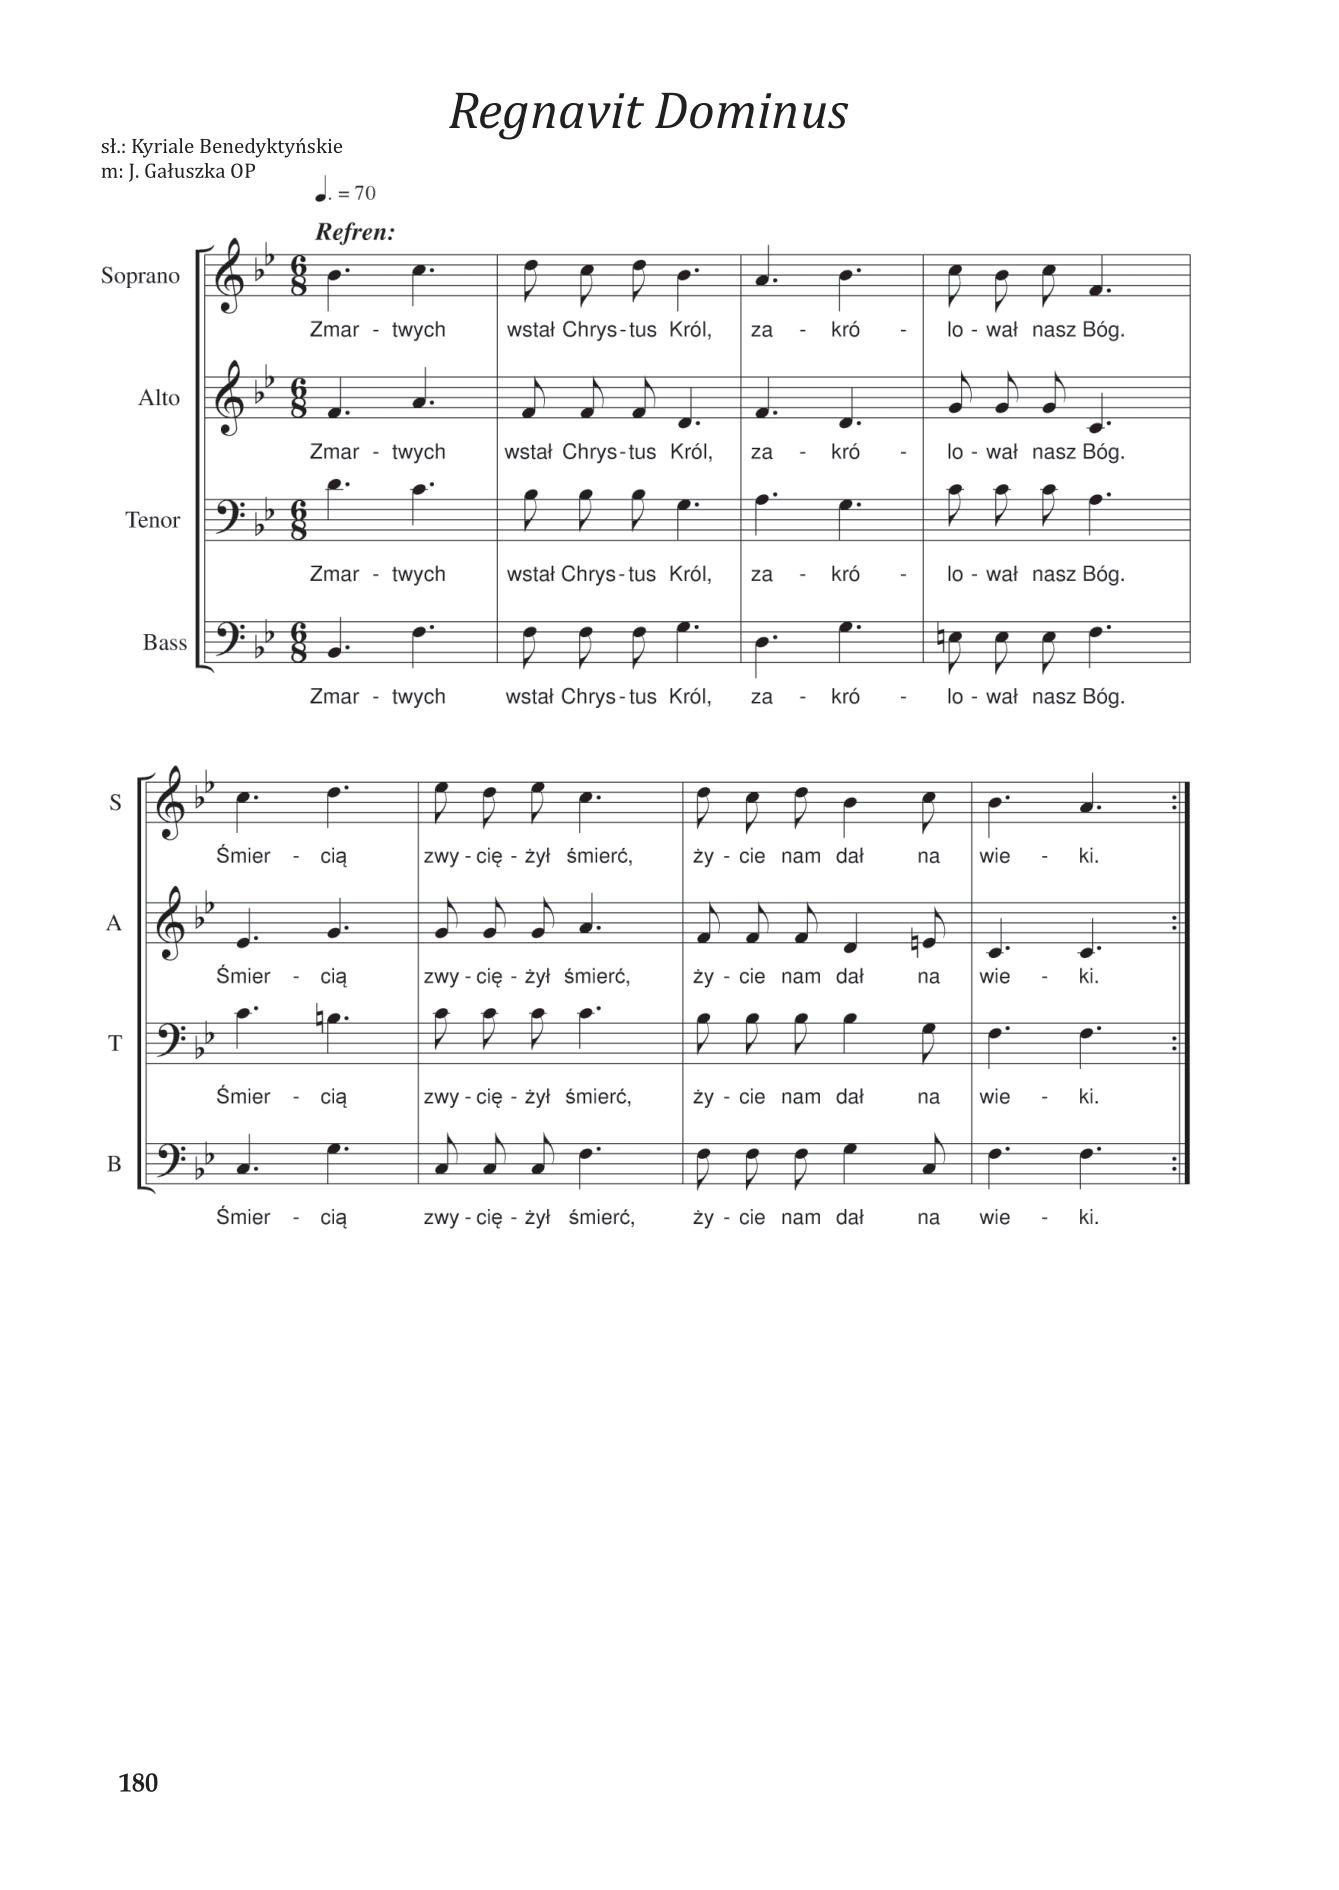 Regnavit Dominus
sł.: Kyriale Benedyktyńskie
m: J. Gałuszka OP
♩. = 70
Refren:
Soprano
Zmar - twych wstał Chrys-tus Król, za - kró - lo - wał nasz Bóg.
Alto
Zmar - twych wstał Chrys-tus Król, za - kró - lo - wał nasz Bóg.
Tenor
Zmar - twych wstał Chrys-tus Król, za - kró - lo - wał nasz Bóg.
Bass
Zmar - twych wstał Chrys-tus Król, za - kró - lo - wał nasz Bóg.
S
Śmier - cią zwy - cię - żył śmierć, ży - cie nam dał na wie - ki.
A
Śmier - cią zwy - cię - żył śmierć, ży - cie nam dał na wie - ki.
T
Śmier - cią zwy - cię - żył śmierć, ży - cie nam dał na wie - ki.
B
Śmier - cią zwy - cię - żył śmierć, ży - cie nam dał na wie - ki.
180